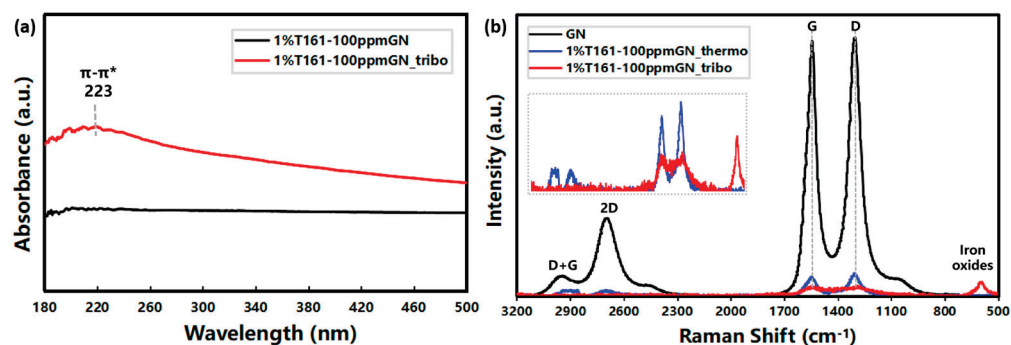 (a)
1%T161-100ppmGN
1%T161-100ppmGN_tribo
π-π*
223
Absorbance (a.u.)
180 220 260 300 340 380 420 460 500
Wavelength (nm)
(b)
GN
1%T161-100ppmGN_thermo
1%T161-100ppmGN_tribo
G D
2D
D+G
Iron
oxides
Intensity (a.u.)
3200 2900 2600 2300 2000 1700 1400 1100 800 500
Raman Shift (cm⁻¹)